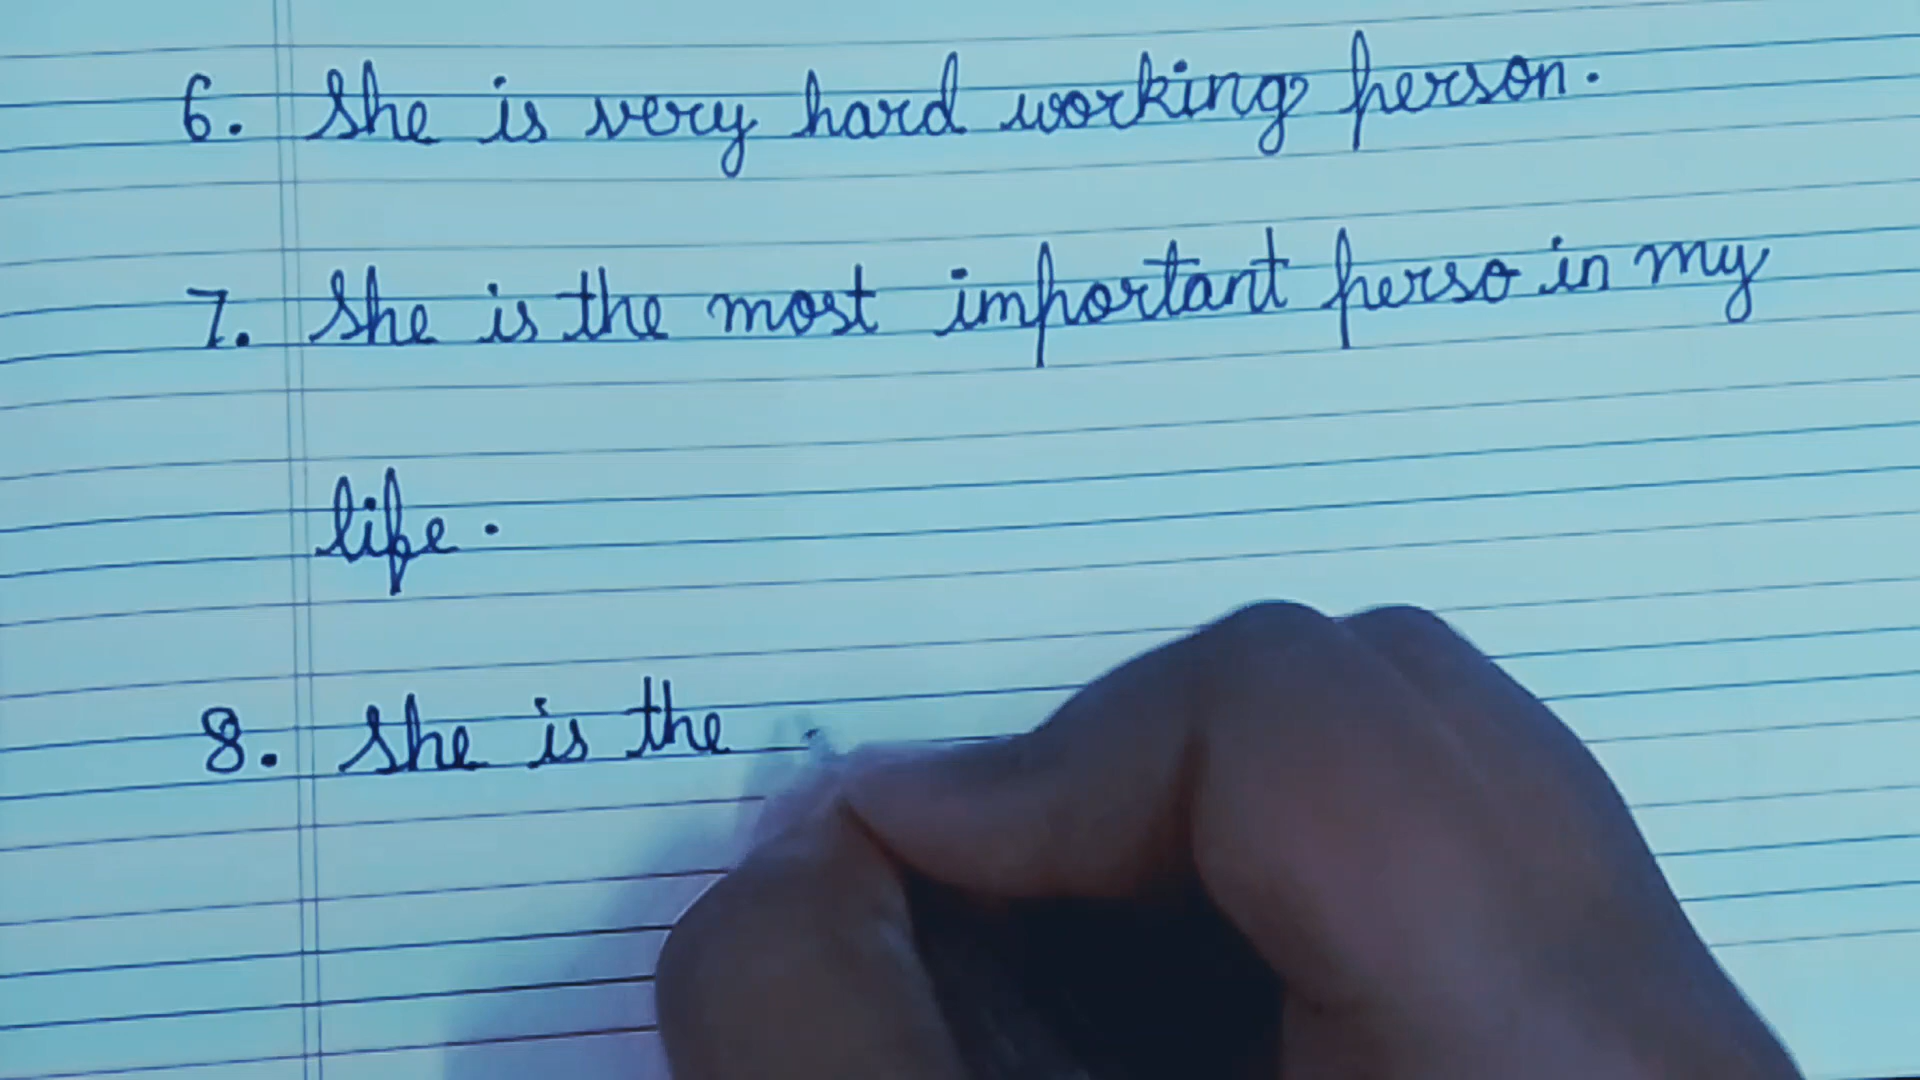 6. She is very hard working person.
7. She is the most important perso in my
life.
8. She is the